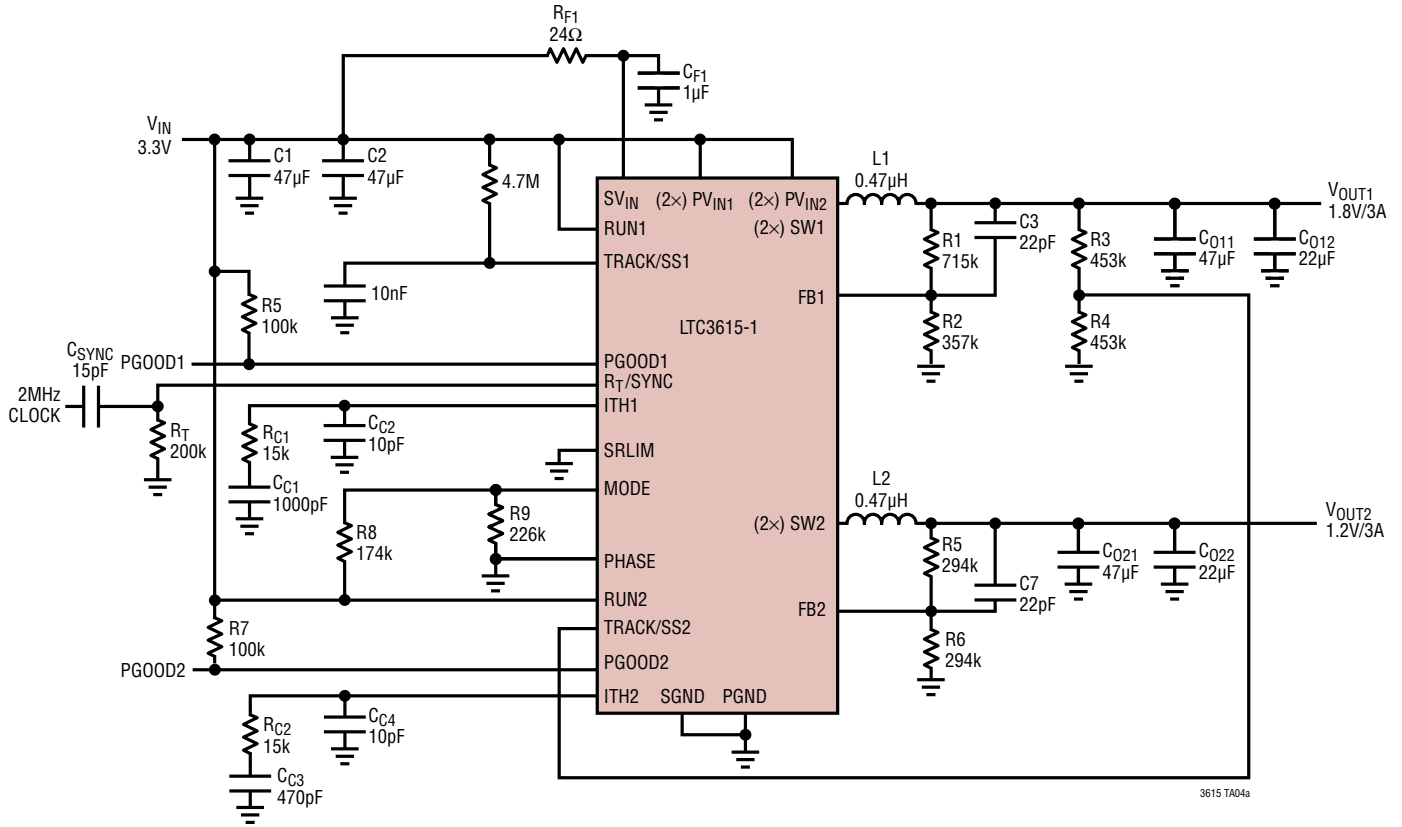 RF1
24Ω
CF1
1µF
VIN
3.3V
C1
47µF
C2
47µF
4.7M
10nF
R5
100k
PGOOD1
CSYNC
15pF
2MHz
CLOCK
RT
200k
RC1
15k
CC1
1000pF
CC2
10pF
R8
174k
R9
226k
R7
100k
PGOOD2
RC2
15k
CC3
470pF
CC4
10pF
SVIN
(2×) PVIN1
(2×) PVIN2
RUN1
(2×) SW1
TRACK/SS1
FB1
LTC3615-1
PGOOD1
RT/SYNC
ITH1
SRLIM
MODE
(2×) SW2
PHASE
RUN2
FB2
TRACK/SS2
PGOOD2
ITH2
SGND
PGND
L1
0.47µH
R1
715k
C3
22pF
R2
357k
R3
453k
R4
453k
CO11
47µF
CO12
22µF
VOUT1
1.8V/3A
L2
0.47µH
R5
294k
C7
22pF
R6
294k
CO21
47µF
CO22
22µF
VOUT2
1.2V/3A
3615 TA04a